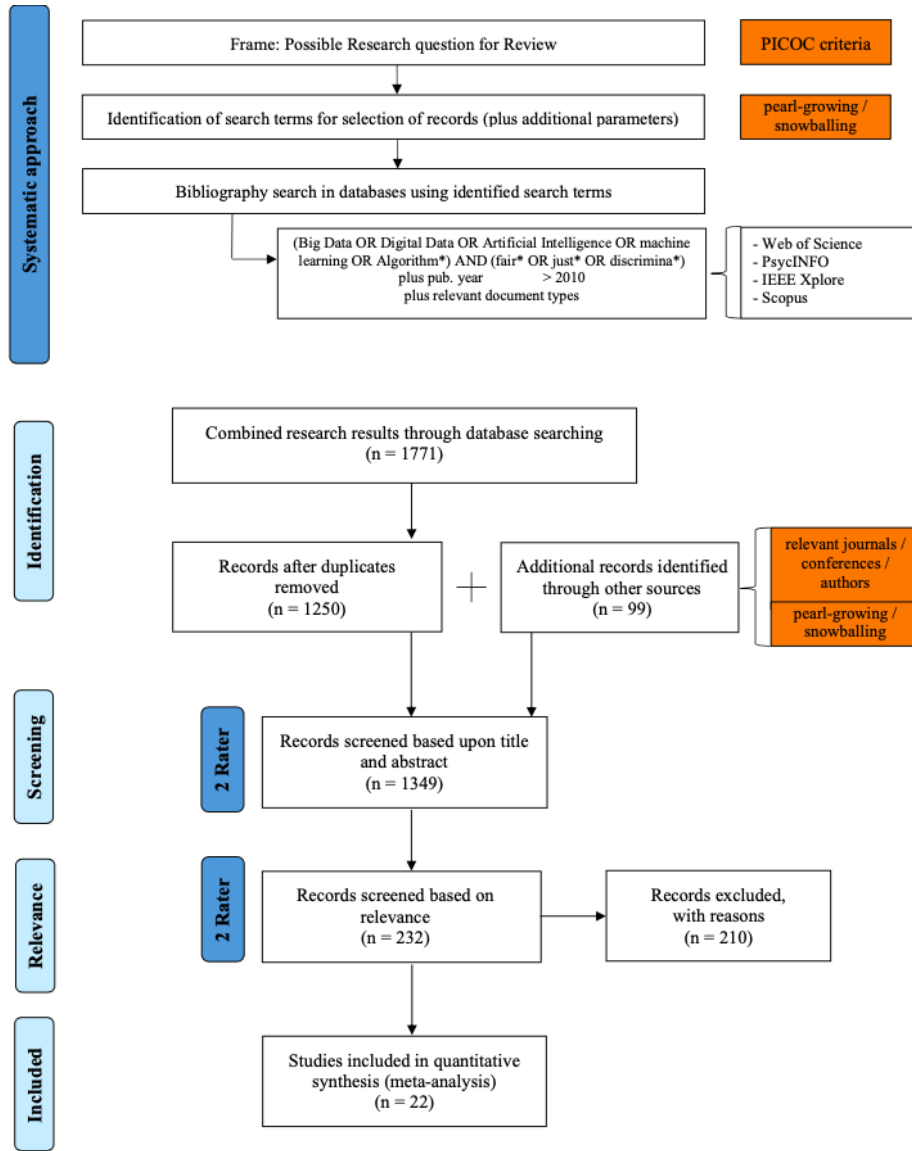 Systematic approach
Frame: Possible Research question for Review
PICOC criteria
Identification of search terms for selection of records (plus additional parameters)
pearl-growing /
snowballing
Bibliography search in databases using identified search terms
(Big Data OR Digital Data OR Artificial Intelligence OR machine
learning OR Algorithm*) AND (fair* OR just* OR discrimina*)
plus pub. year > 2010
plus relevant document types
- Web of Science
- PsycINFO
- IEEE Xplore
- Scopus
Identification
Combined research results through database searching
(n = 1771)
Records after duplicates
removed
(n = 1250)
Additional records identified
through other sources
(n = 99)
relevant journals /
conferences /
authors
pearl-growing /
snowballing
Screening
2 Rater
Records screened based upon title
and abstract
(n = 1349)
Relevance
2 Rater
Records screened based on
relevance
(n = 232)
Records excluded,
with reasons
(n = 210)
Included
Studies included in quantitative
synthesis (meta-analysis)
(n = 22)